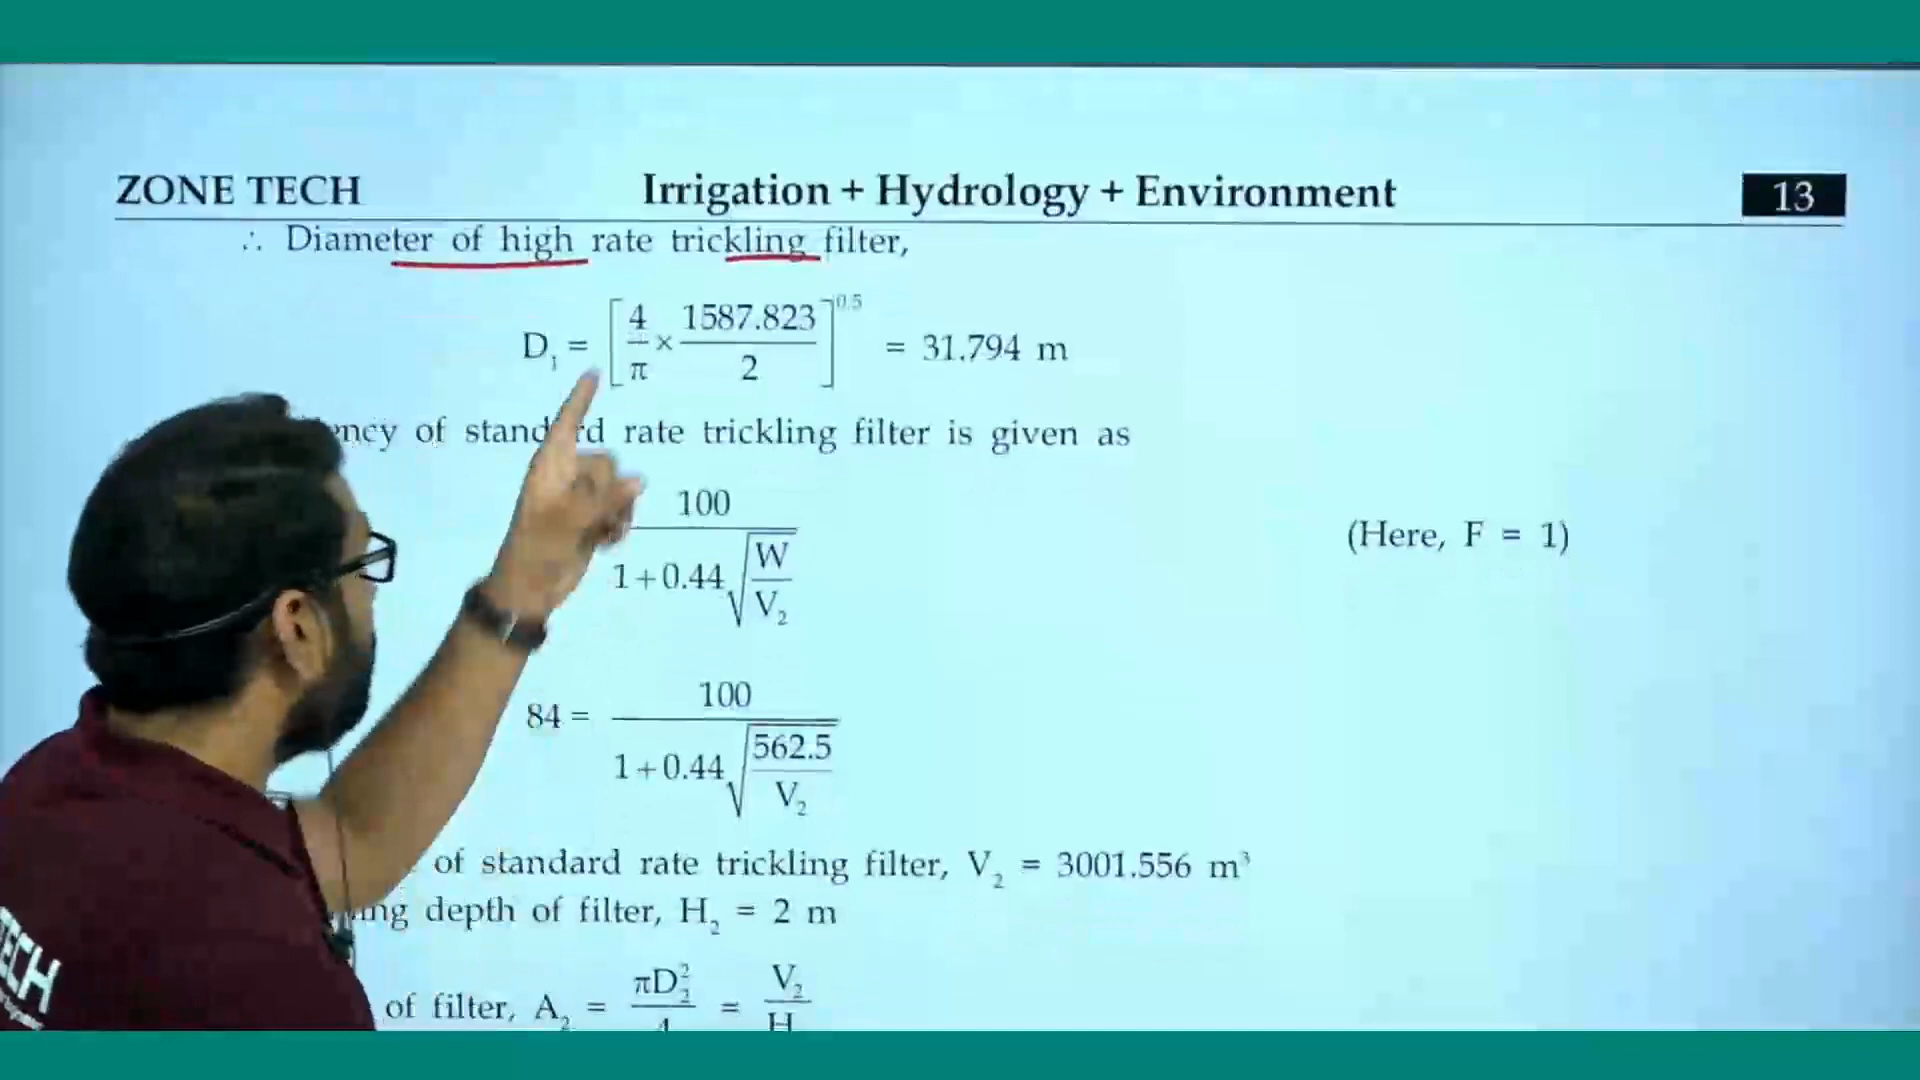 ZONE TECH Irrigation + Hydrology + Environment 13
∴ Diameter of high rate trickling filter,
D₁ = [4/π × 1587.823/2]^0.5 = 31.794 m
of standard rate trickling filter is given as
100 / (1+0.44 √(W/V₂)) (Here, F = 1)
84 = 100 / (1+0.44 √(562.5/V₂))
of standard rate trickling filter, V₂ = 3001.556 m³
depth of filter, H₂ = 2 m
of filter, A₂ = πD₂²/4 = V₂/H